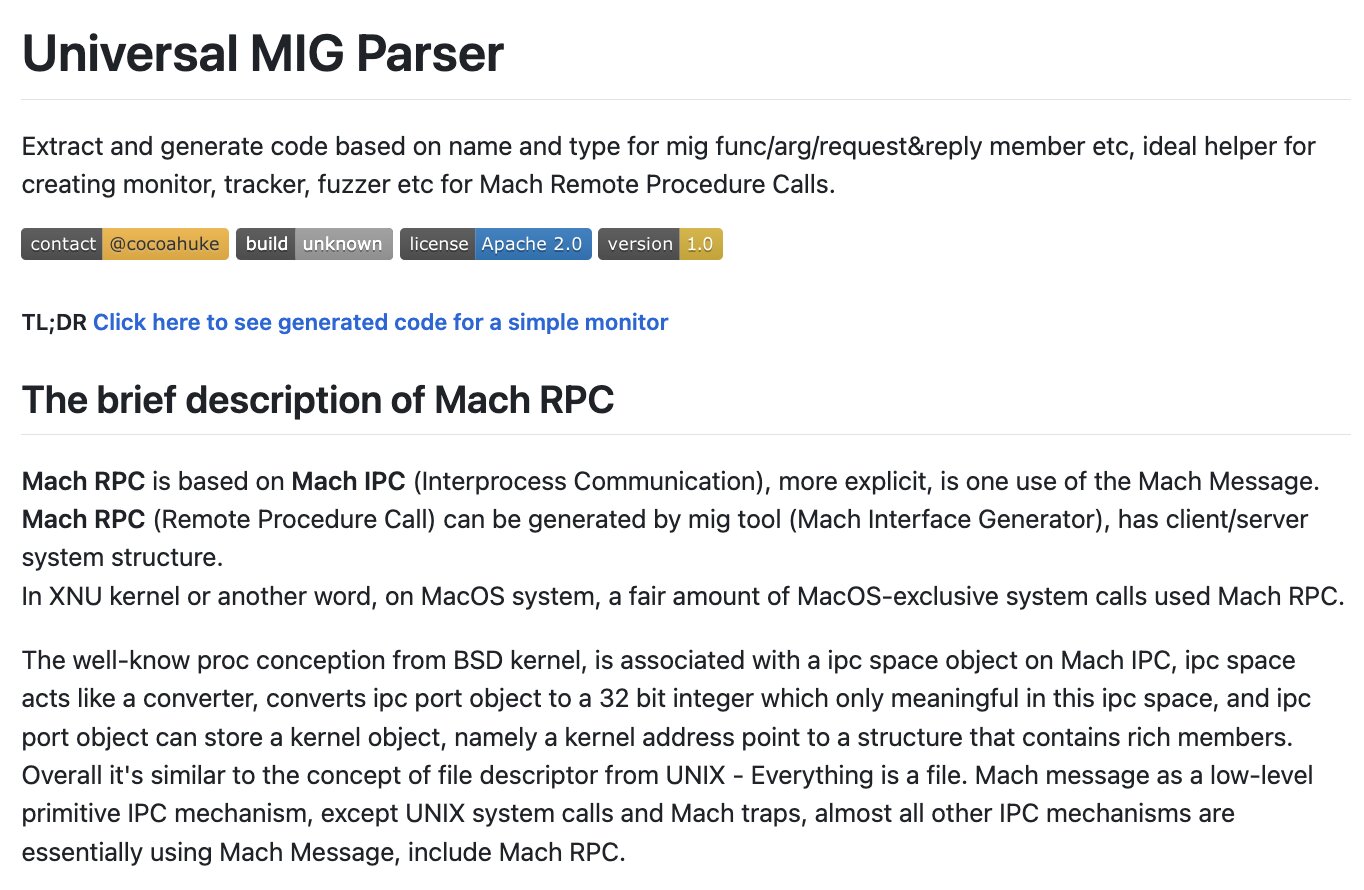 Universal MIG Parser
Extract and generate code based on name and type for mig func/arg/request&reply member etc, ideal helper for
creating monitor, tracker, fuzzer etc for Mach Remote Procedure Calls.
contact @cocoahuke build unknown license Apache 2.0 version 1.0
TL;DR Click here to see generated code for a simple monitor
The brief description of Mach RPC
Mach RPC is based on Mach IPC (Interprocess Communication), more explicit, is one use of the Mach Message.
Mach RPC (Remote Procedure Call) can be generated by mig tool (Mach Interface Generator), has client/server
system structure.
In XNU kernel or another word, on MacOS system, a fair amount of MacOS-exclusive system calls used Mach RPC.
The well-know proc conception from BSD kernel, is associated with a ipc space object on Mach IPC, ipc space
acts like a converter, converts ipc port object to a 32 bit integer which only meaningful in this ipc space, and ipc
port object can store a kernel object, namely a kernel address point to a structure that contains rich members.
Overall it's similar to the concept of file descriptor from UNIX - Everything is a file. Mach message as a low-level
primitive IPC mechanism, except UNIX system calls and Mach traps, almost all other IPC mechanisms are
essentially using Mach Message, include Mach RPC.